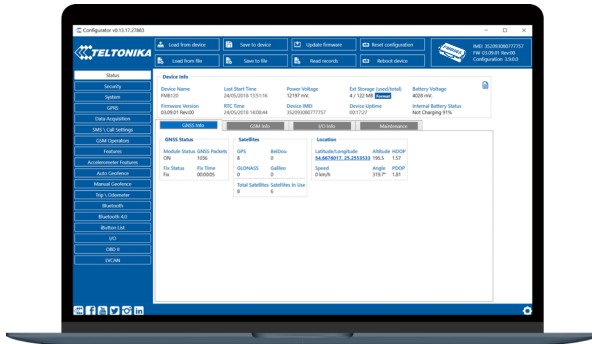 Configurator v0.13.17.27883
TELTONIKA
Load from device
Save to device
Update firmware
Reset configuration
Load from file
Save to file
Read records
Reboot device
IMEI 352093080777757
FW 03.09.01 Rev:00
Configuration 3.9.0.0
Status
Security
System
GPRS
Data Acquisition
SMS \ Call Settings
GSM Operators
Features
Accelerometer Features
Auto Geofence
Manual Geofence
Trip \ Odometer
Bluetooth
Bluetooth 4.0
iButton List
I/O
OBD II
LVCAN
Device Info
Device Name Last Start Time Power Voltage Ext Storage (used/total) Battery Voltage
FMB120 24/05/2018 13:51:16 12197 mV. 4 / 122 MB Format 4028 mV.
Firmware Version RTC Time Device IMEI Device Uptime Internal Battery Status
03.09.01 Rev:00 24/05/2018 14:08:44 352093080777757 00:17:27 Not Charging 91%
GNSS Info GSM Info I/O Info Maintenance
GNSS Status
Module Status GNSS Packets
ON 1036
Fix Status Fix Time
Fix 00:00:05
Satellites
GPS BeiDou
8 0
GLONASS Galileo
0 0
Total Satellites Satellites in Use
8 6
Location
Latitude/Longitude Altitude HDOP
54.6676017, 25.2553533 195.5 1.57
Speed Angle PDOP
0 km/h 319.7° 1.81